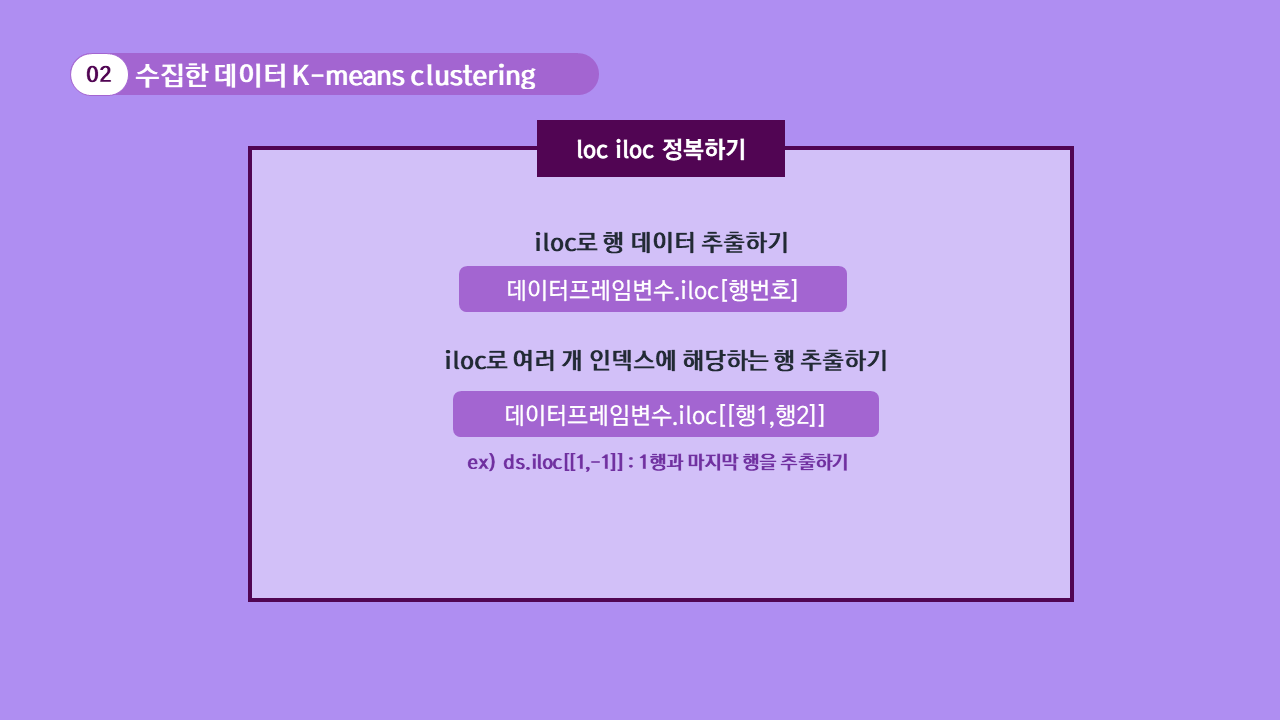 02 수집한 데이터 K-means clustering
loc iloc 정복하기
iloc로 행 데이터 추출하기
데이터프레임변수.iloc[행번호]
iloc로 여러 개 인덱스에 해당하는 행 추출하기
데이터프레임변수.iloc[[행1,행2]]
ex) ds.iloc[[1,-1]] : 1행과 마지막 행을 추출하기